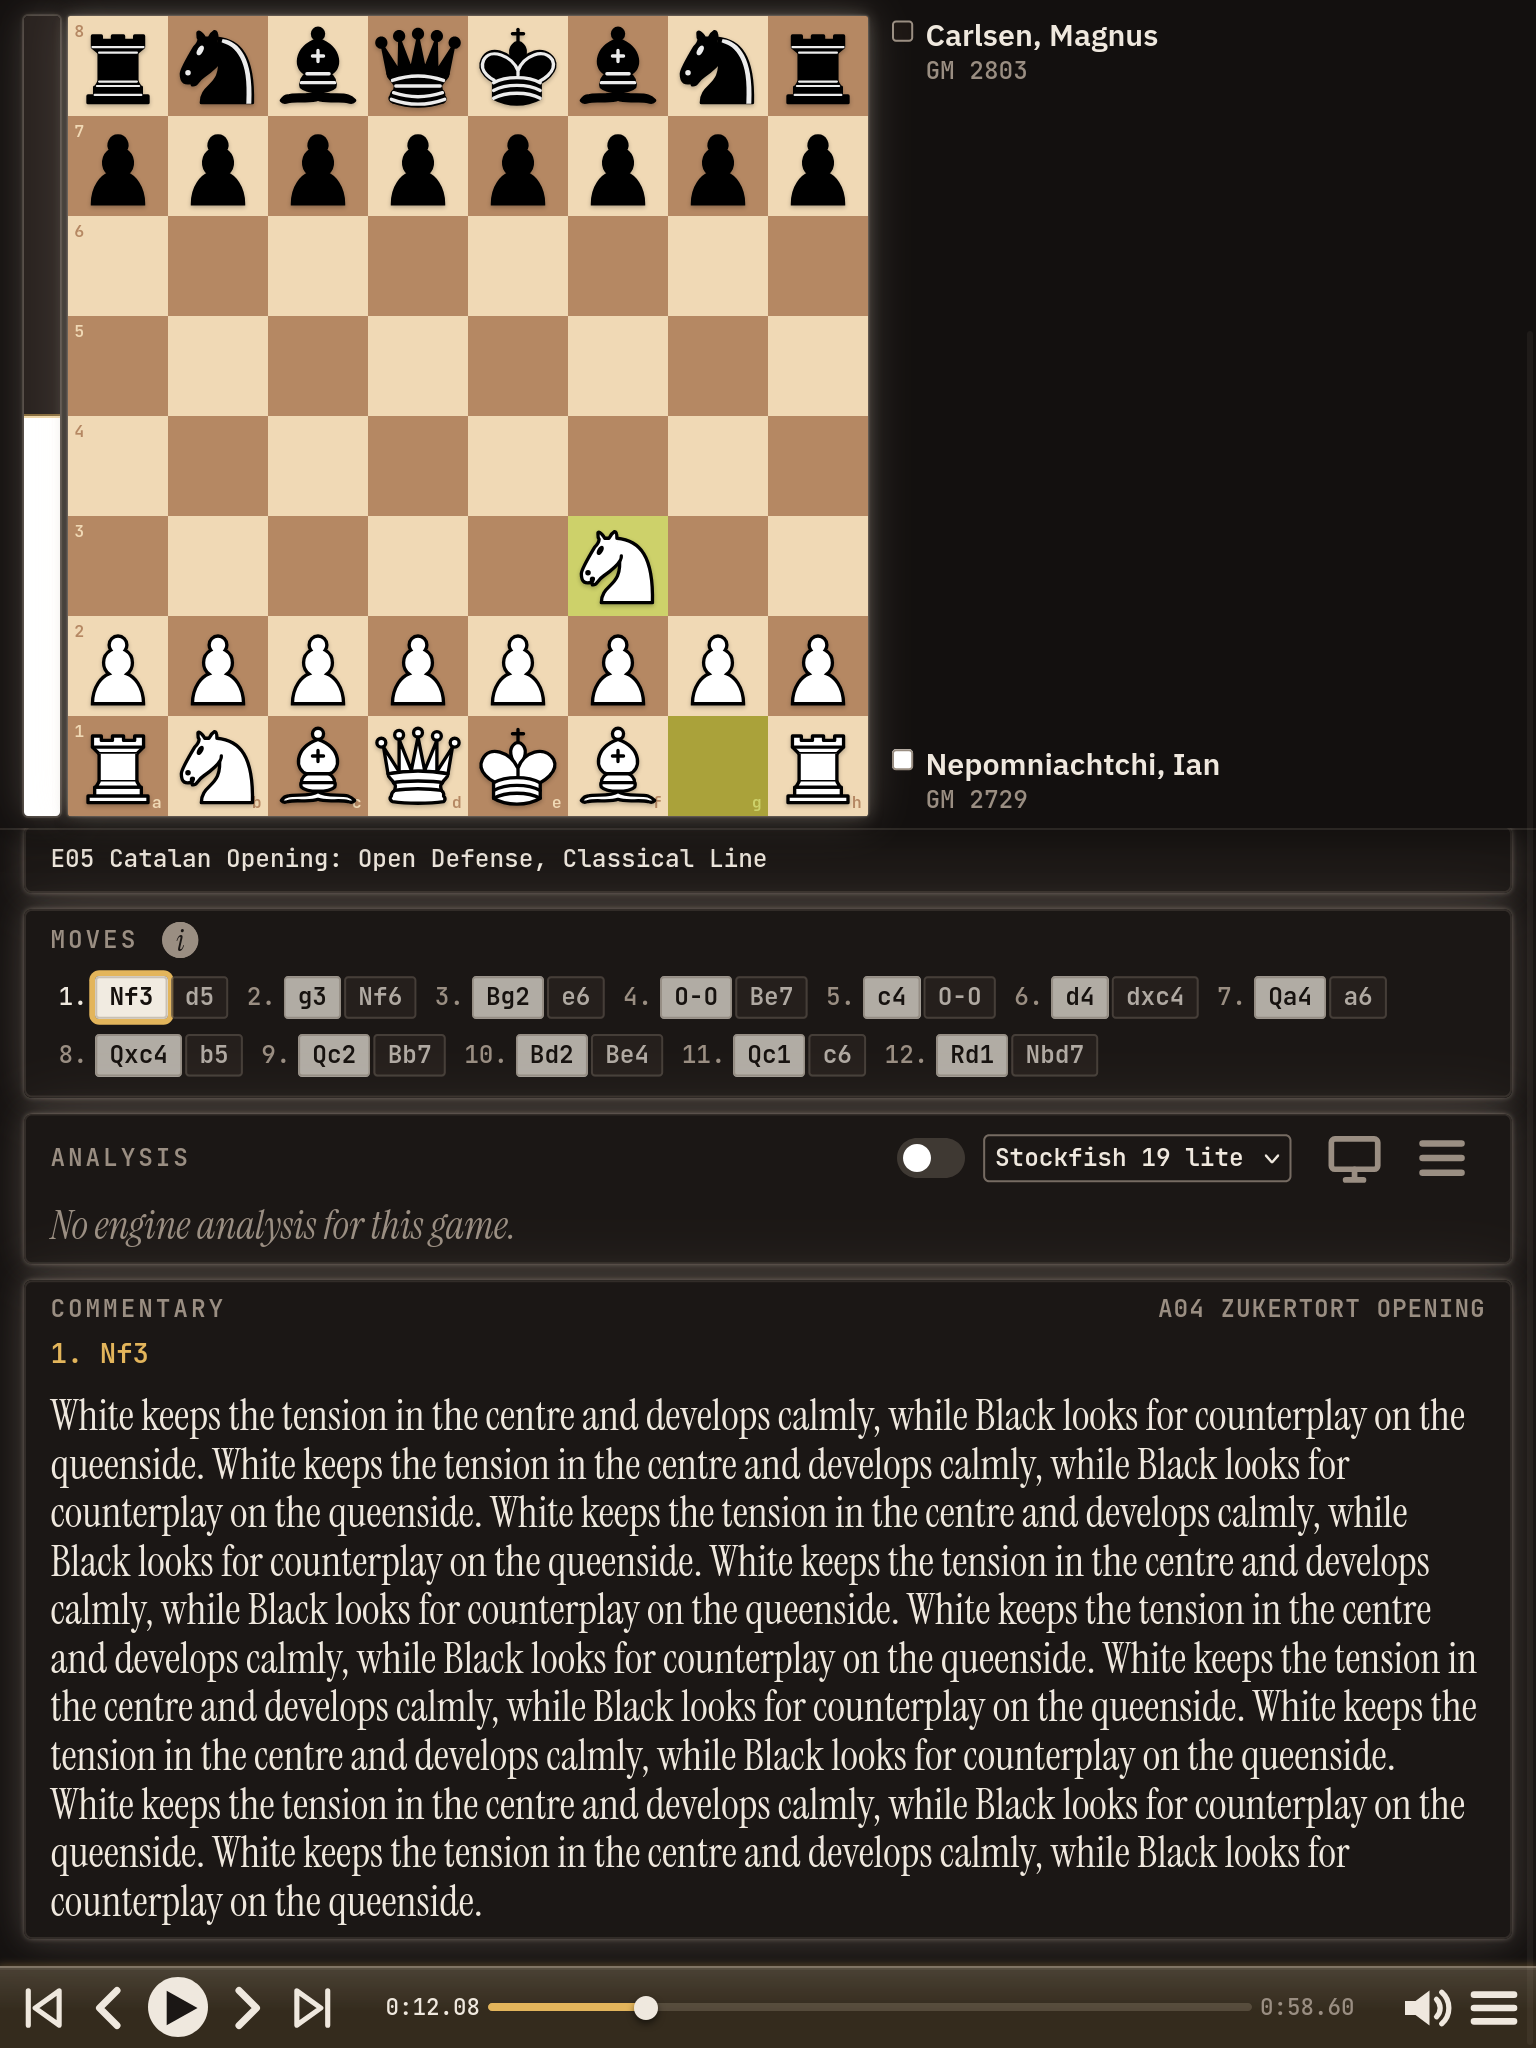 8
Carlsen, Magnus
GM 2803
7
6
5
4
3
2
1
a b c d e f g h
Nepomniachtchi, Ian
GM 2729
E05 Catalan Opening: Open Defense, Classical Line
MOVES i
1. Nf3 d5 2. g3 Nf6 3. Bg2 e6 4. O-O Be7 5. c4 O-O 6. d4 dxc4 7. Qa4 a6
8. Qxc4 b5 9. Qc2 Bb7 10. Bd2 Be4 11. Qc1 c6 12. Rd1 Nbd7
ANALYSIS Stockfish 19 lite
No engine analysis for this game.
COMMENTARY A04 ZUKERTORT OPENING
1. Nf3
White keeps the tension in the centre and develops calmly, while Black looks for counterplay on the
queenside. White keeps the tension in the centre and develops calmly, while Black looks for
counterplay on the queenside. White keeps the tension in the centre and develops calmly, while
Black looks for counterplay on the queenside. White keeps the tension in the centre and develops
calmly, while Black looks for counterplay on the queenside. White keeps the tension in the centre
and develops calmly, while Black looks for counterplay on the queenside. White keeps the tension in
the centre and develops calmly, while Black looks for counterplay on the queenside. White keeps the
tension in the centre and develops calmly, while Black looks for counterplay on the queenside.
White keeps the tension in the centre and develops calmly, while Black looks for counterplay on the
queenside. White keeps the tension in the centre and develops calmly, while Black looks for
counterplay on the queenside.
0:12.08 0:58.60